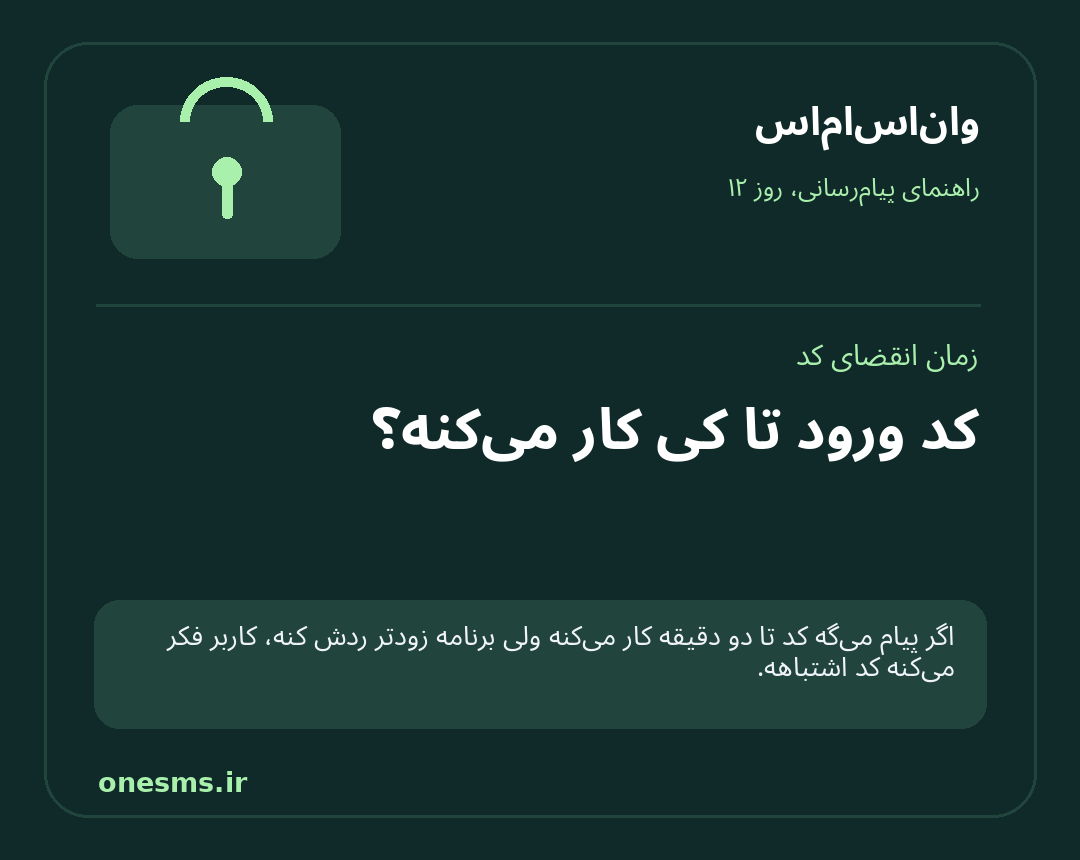 وان‌اس‌ام‌اس
راهنمای پیام‌رسانی، روز ۱۲
زمان انقضای کد
کد ورود تا کی کار می‌کنه؟
اگر پیام می‌گه کد تا دو دقیقه کار می‌کنه ولی برنامه زودتر ردش کنه، کاربر فکر
می‌کنه کد اشتباهه.
onesms.ir